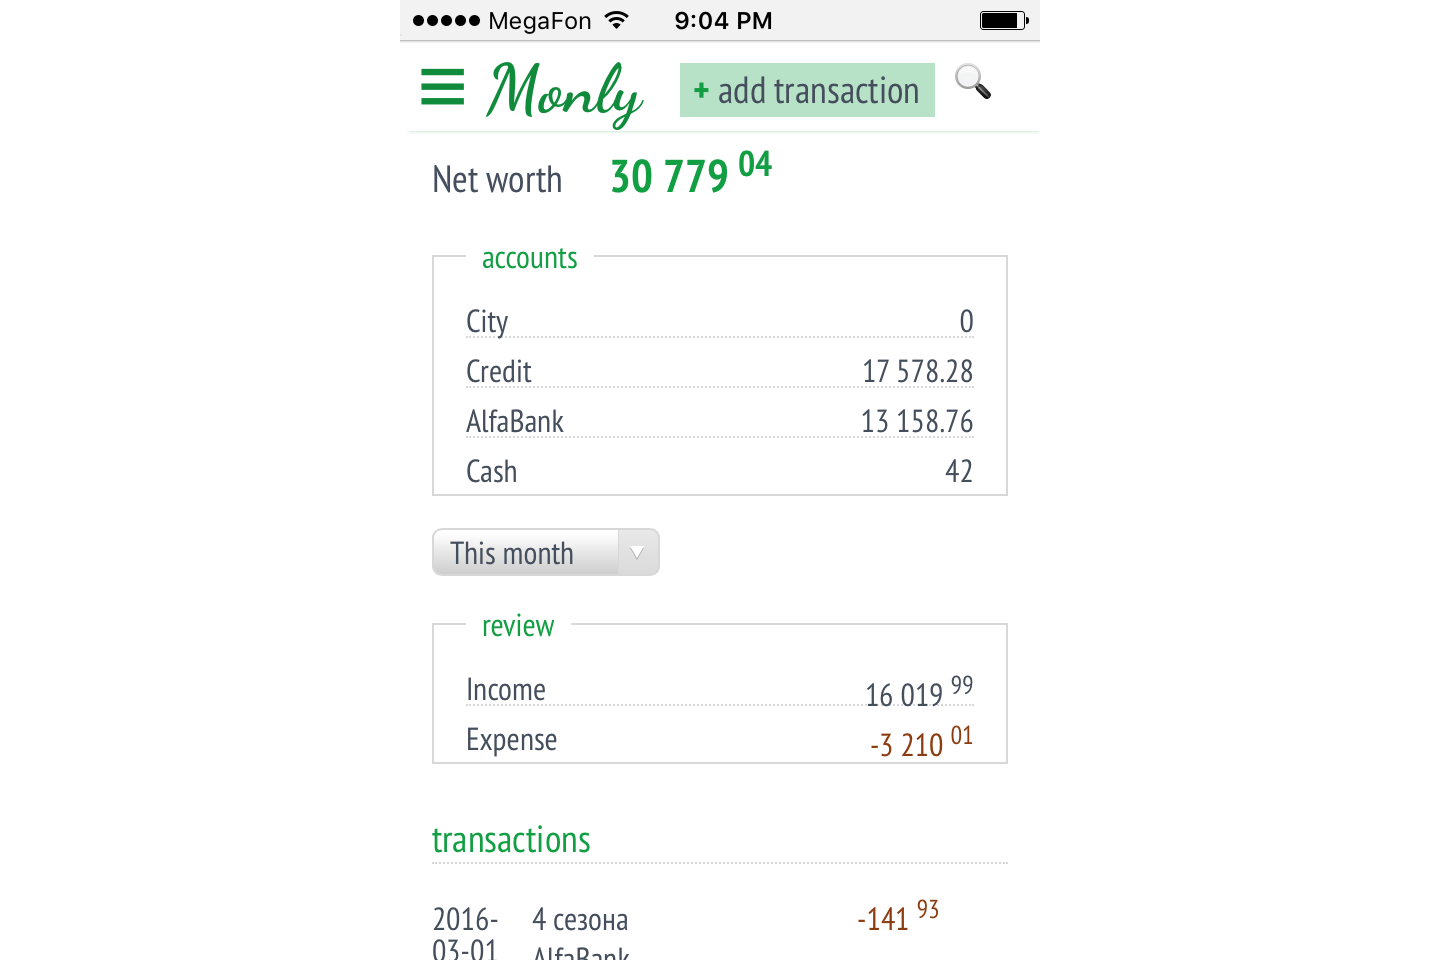 MegaFon 9:04 PM
Monly + add transaction
Net worth 30 779 04
accounts
City 0
Credit 17 578.28
AlfaBank 13 158.76
Cash 42
This month
review
Income 16 019 99
Expense -3 210 01
transactions
2016- 4 сезона -141 93
03-01 AlfaBank